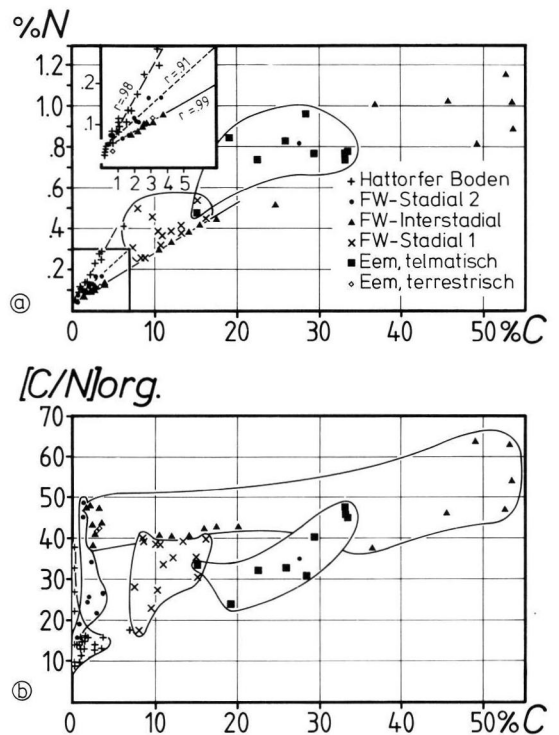 %N
1.2
1.0
.8
.6
.4
.2
.2
.1
r=.98
r=.91
r=.99
1 2 3 4 5
+ Hattorfer Boden
• FW-Stadial 2
▲ FW-Interstadial
× FW-Stadial 1
■ Eem, telmatisch
◇ Eem, terrestrisch
a
0 10 20 30 40 50 %C
[C/N]org.
70
60
50
40
30
20
10
b
0 10 20 30 40 50 %C